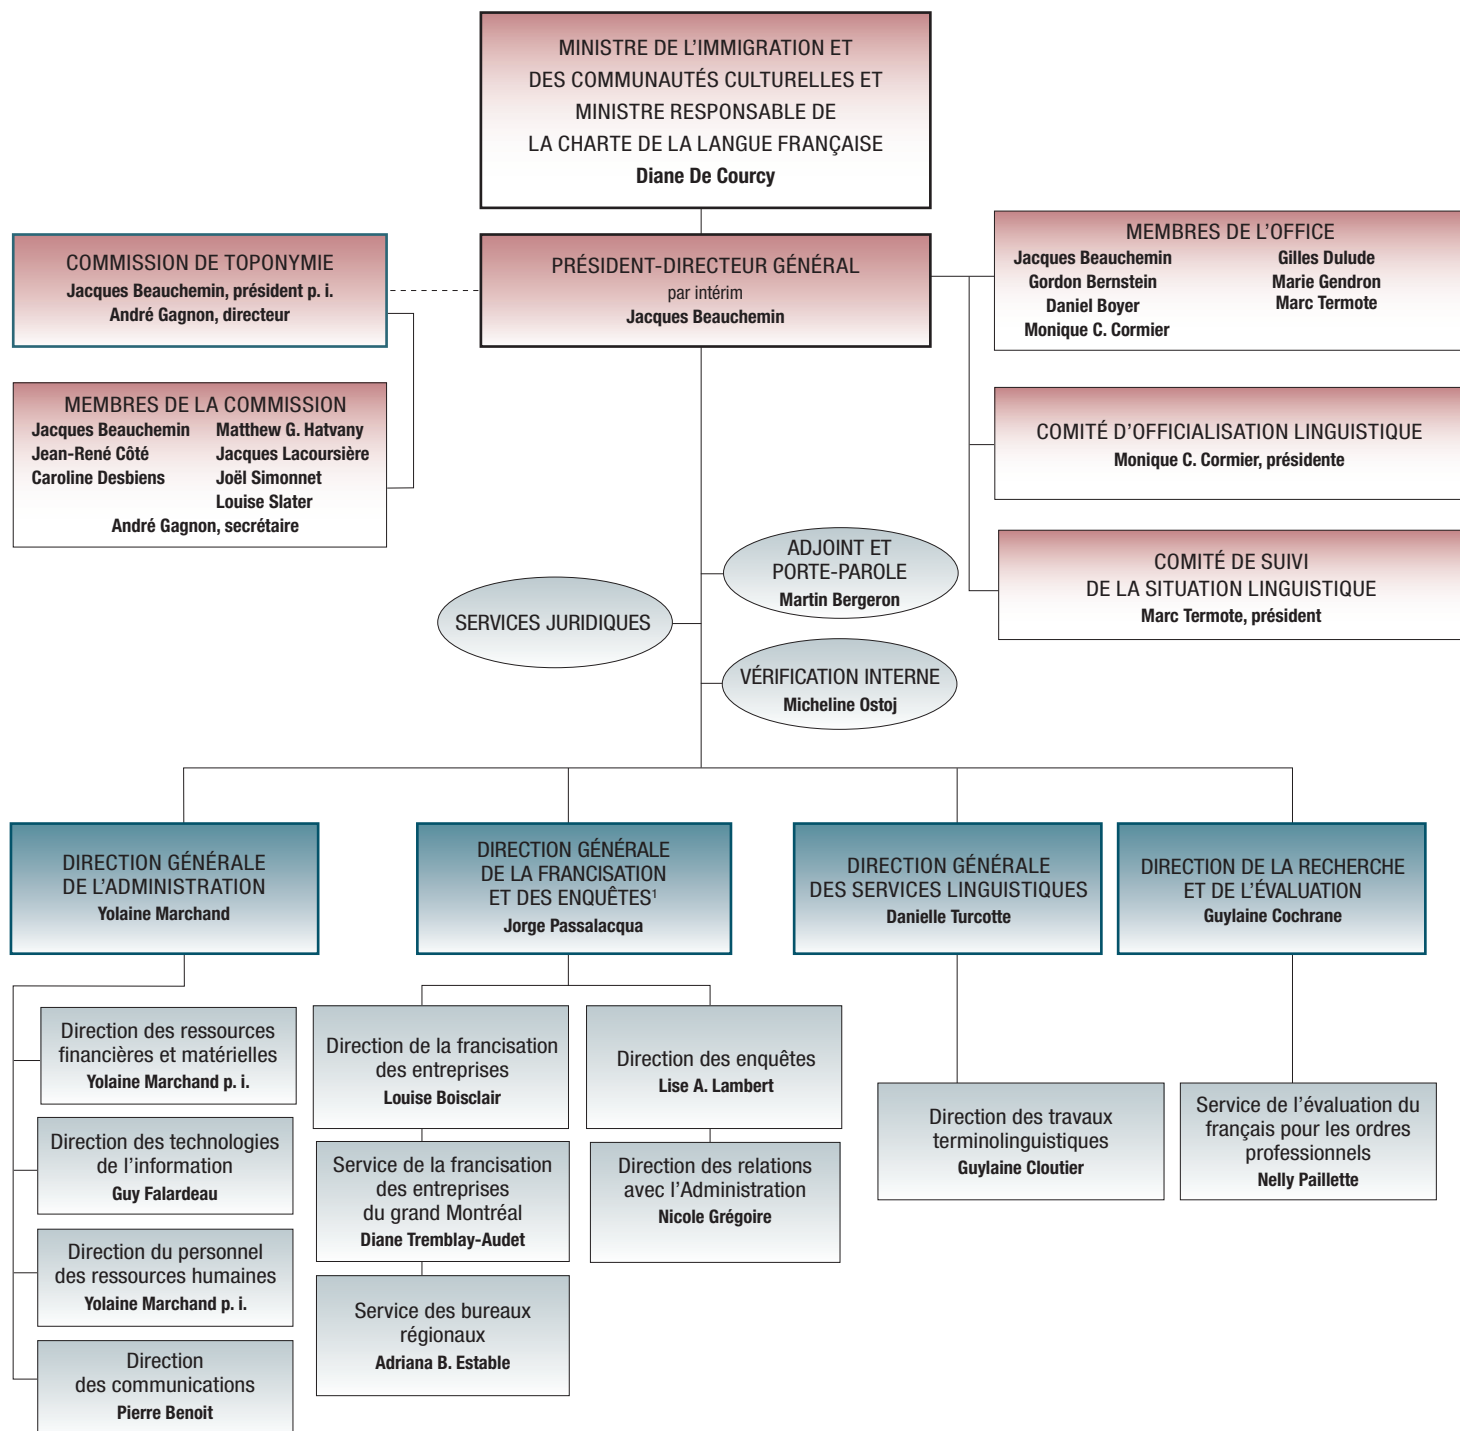 MINISTRE DE L’IMMIGRATION ET
DES COMMUNAUTÉS CULTURELLES ET
MINISTRE RESPONSABLE DE
LA CHARTE DE LA LANGUE FRANÇAISE
Diane De Courcy
COMMISSION DE TOPONYMIE
Jacques Beauchemin, président p. i.
André Gagnon, directeur
PRÉSIDENT-DIRECTEUR GÉNÉRAL
par intérim
Jacques Beauchemin
MEMBRES DE L’OFFICE
Jacques Beauchemin Gilles Dulude
Gordon Bernstein Marie Gendron
Daniel Boyer Marc Termote
Monique C. Cormier
MEMBRES DE LA COMMISSION
Jacques Beauchemin Matthew G. Hatvany
Jean-René Côté Jacques Lacoursière
Caroline Desbiens Joël Simonnet
Louise Slater
André Gagnon, secrétaire
COMITÉ D’OFFICIALISATION LINGUISTIQUE
Monique C. Cormier, présidente
COMITÉ DE SUIVI
DE LA SITUATION LINGUISTIQUE
Marc Termote, président
ADJOINT ET
PORTE-PAROLE
Martin Bergeron
SERVICES JURIDIQUES
VÉRIFICATION INTERNE
Micheline Ostoj
DIRECTION GÉNÉRALE
DE L’ADMINISTRATION
Yolaine Marchand
DIRECTION GÉNÉRALE
DE LA FRANCISATION
ET DES ENQUÊTES¹
Jorge Passalacqua
DIRECTION GÉNÉRALE
DES SERVICES LINGUISTIQUES
Danielle Turcotte
DIRECTION DE LA RECHERCHE
ET DE L’ÉVALUATION
Guylaine Cochrane
Direction des ressources
financières et matérielles
Yolaine Marchand p. i.
Direction des technologies
de l’information
Guy Falardeau
Direction du personnel
des ressources humaines
Yolaine Marchand p. i.
Direction
des communications
Pierre Benoit
Direction de la francisation
des entreprises
Louise Boisclair
Service de la francisation
des entreprises
du grand Montréal
Diane Tremblay-Audet
Service des bureaux
régionaux
Adriana B. Estable
Direction des enquêtes
Lise A. Lambert
Direction des relations
avec l’Administration
Nicole Grégoire
Direction des travaux
terminolinguistiques
Guylaine Cloutier
Service de l’évaluation du
français pour les ordres
professionnels
Nelly Paillette